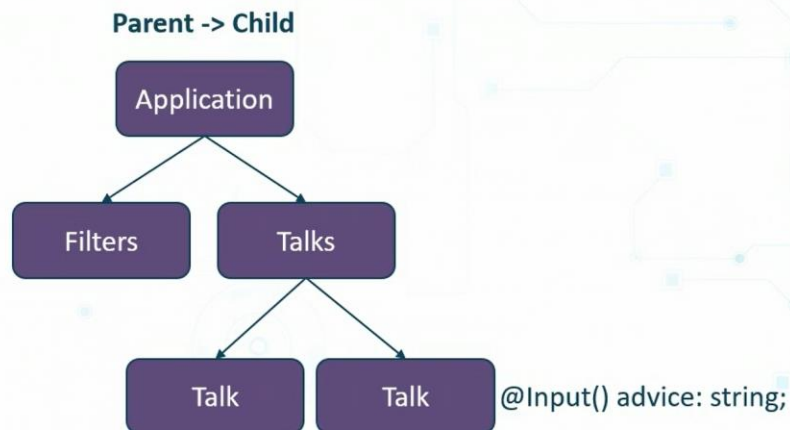 Parent -> Child
Application
Filters
Talks
Talk
Talk
@Input() advice: string;